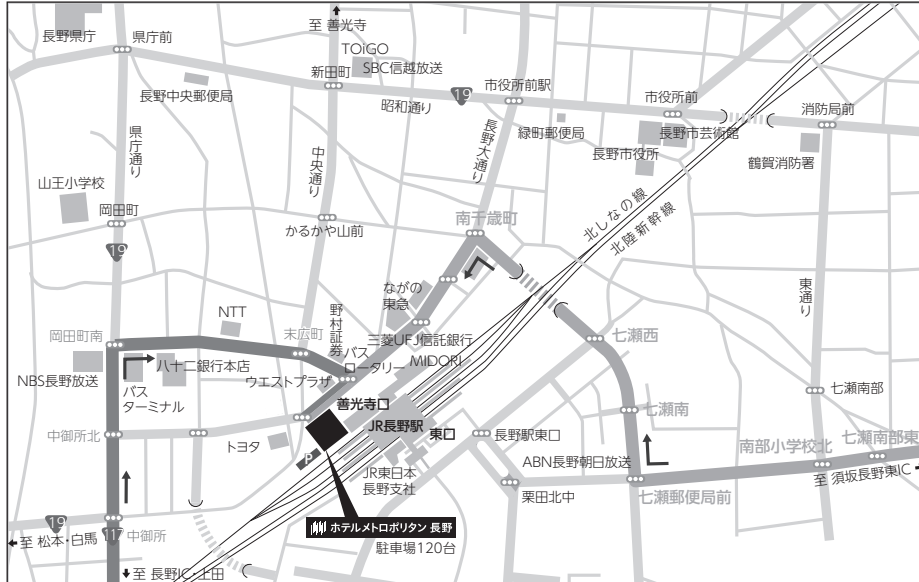 至 善光寺
長野県庁
県庁前
TOiGO
SBC信越放送
新田町
長野中央郵便局
19
昭和通り
市役所前駅
市役所前
消防局前
緑町郵便局
長野市芸術館
長野市役所
鶴賀消防署
県庁通り
中央通り
長野大通り
山王小学校
岡田町
19
かるかや山前
南千歳町
北しなの線
北陸新幹線
東通り
ながの
東急
NTT
末広町
野村証券
三菱UFJ信託銀行
バス
ロータリー
MIDORI
岡田町南
七瀬西
NBS長野放送
八十二銀行本店
バス
ターミナル
ウエストプラザ
善光寺口
JR長野駅
東口
七瀬南部
七瀬南
中御所北
トヨタ
P
長野駅東口
ABN長野朝日放送
南部小学校北
七瀬南部東
JR東日本
長野支社
栗田北中
七瀬郵便局前
至 須坂長野東IC
ホテルメトロポリタン 長野
駐車場120台
19
117
中御所
至 松本・白馬
至 長野IC・上田